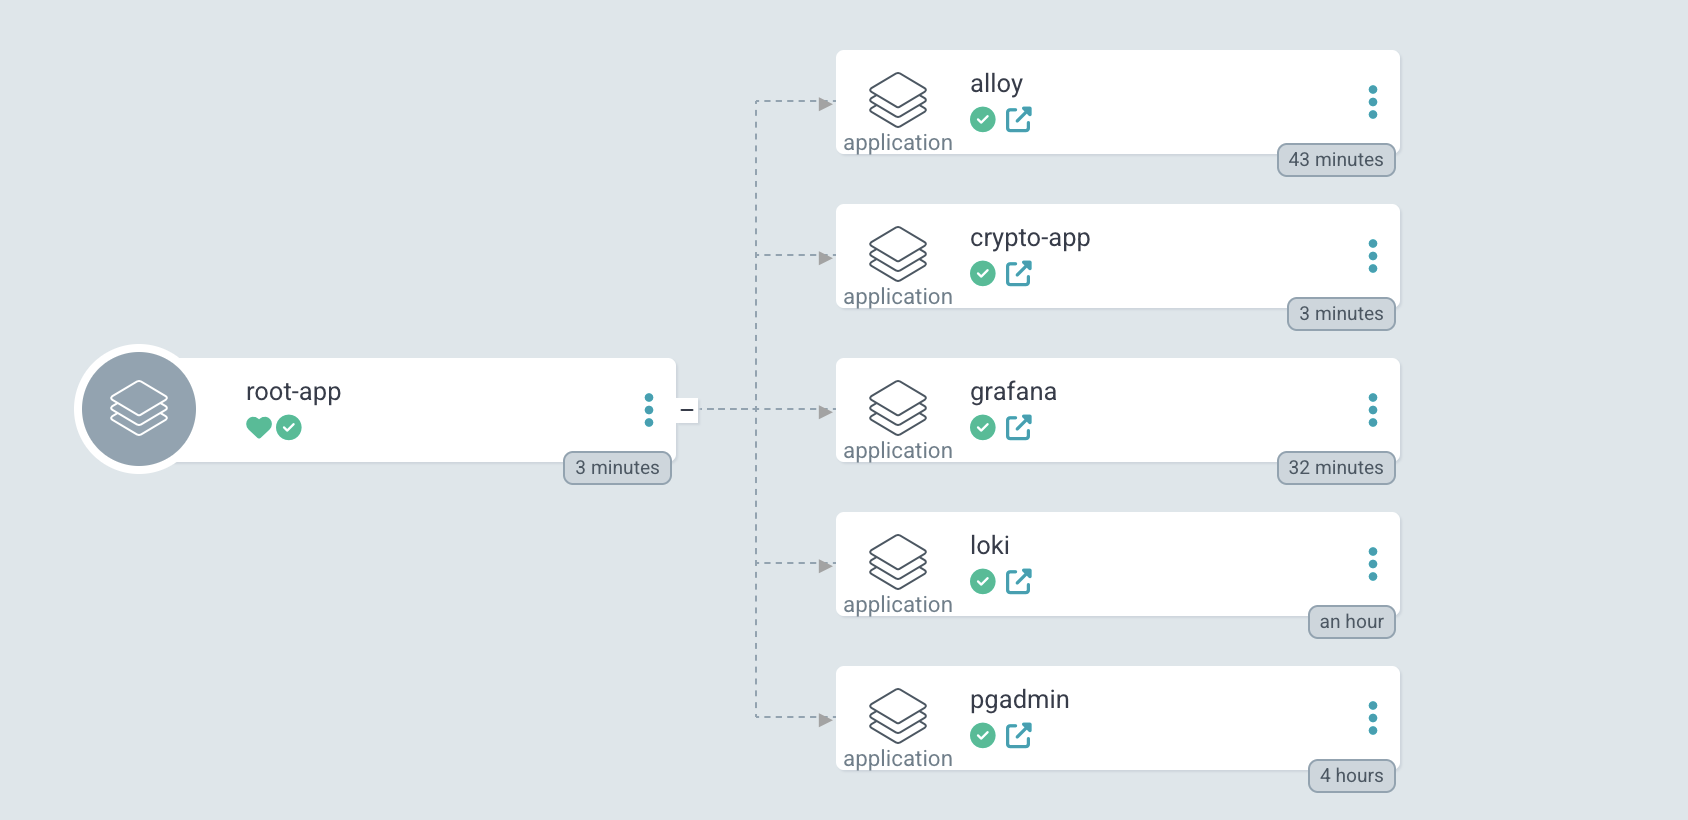 root-app
3 minutes
alloy
application
43 minutes
crypto-app
application
3 minutes
grafana
application
32 minutes
loki
application
an hour
pgadmin
application
4 hours